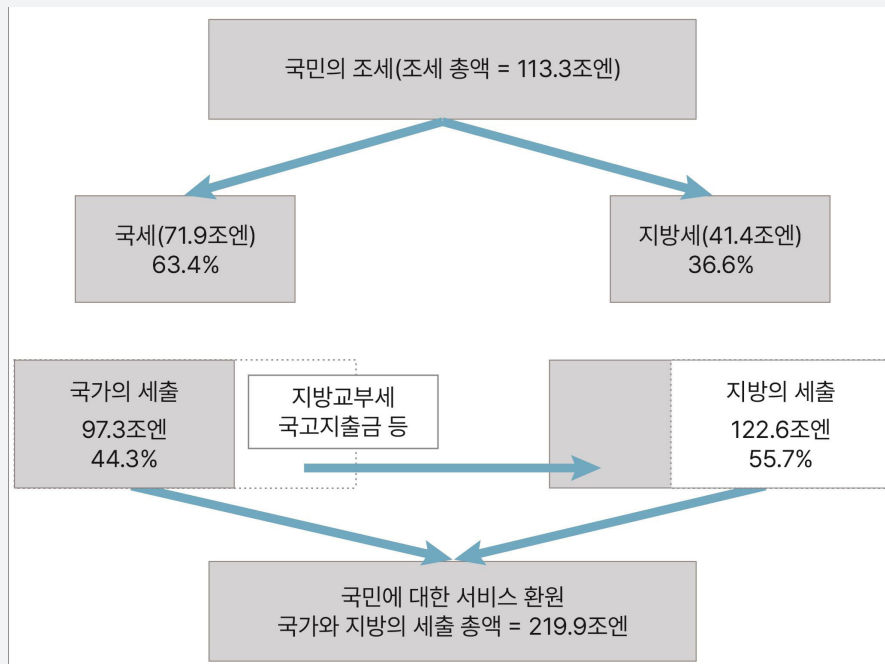 국민의 조세(조세 총액 = 113.3조엔)
국세(71.9조엔)
63.4%
지방세(41.4조엔)
36.6%
국가의 세출
97.3조엔
44.3%
지방교부세
국고지출금 등
지방의 세출
122.6조엔
55.7%
국민에 대한 서비스 환원
국가와 지방의 세출 총액 = 219.9조엔